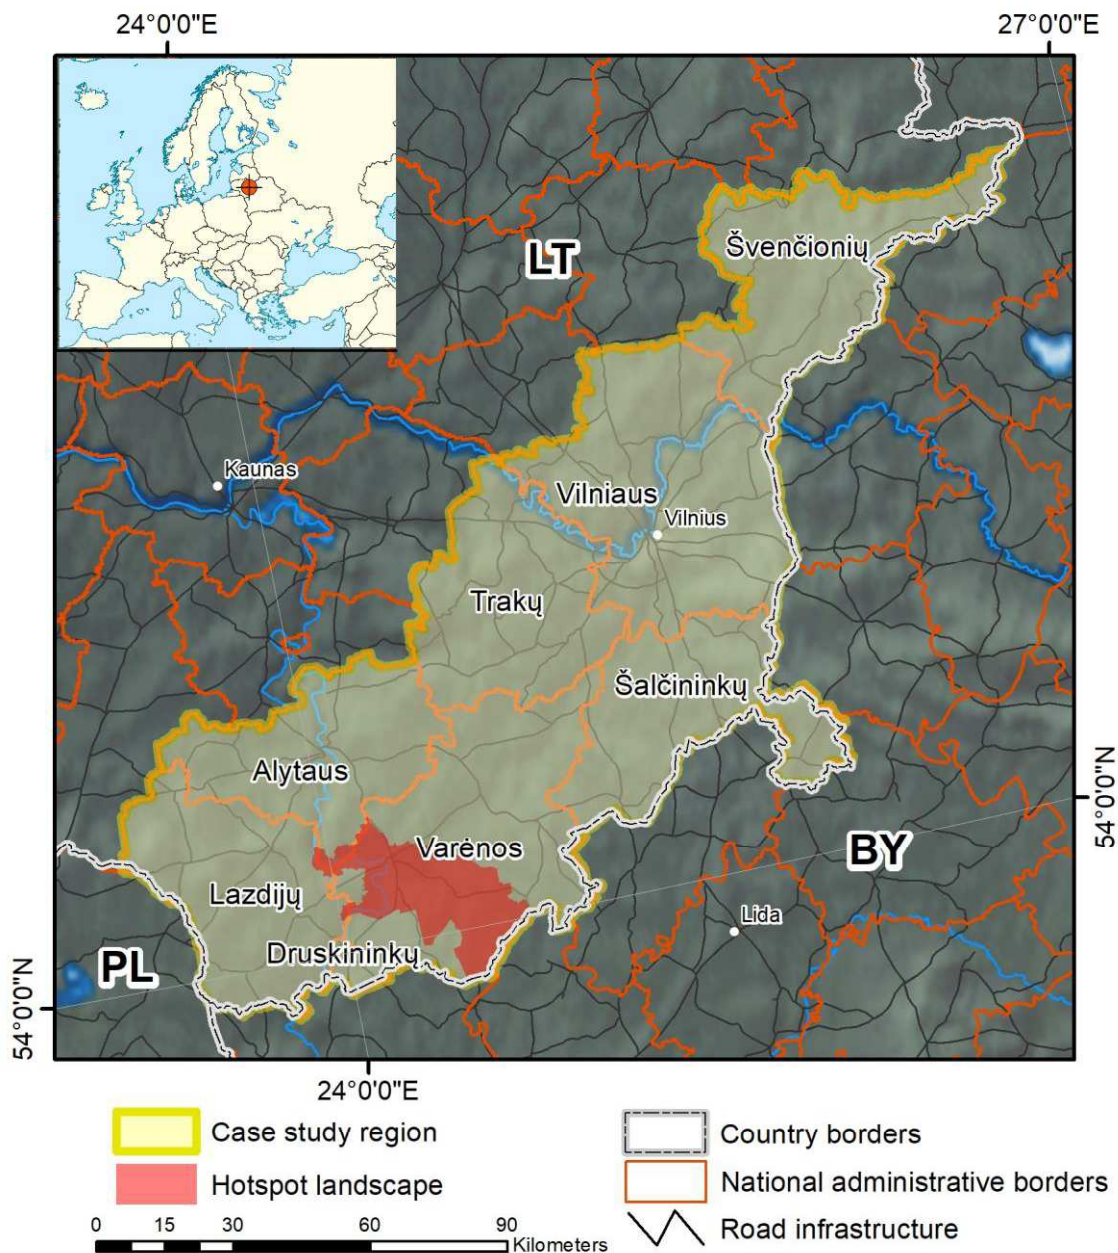 24°0'0"E
27°0'0"E
Švenčionių
LT
Kaunas
Vilniaus
Vilnius
Trakų
Šalčininkų
Alytaus
54°0'0"N
Varėnos
BY
Lazdijų
Lida
Druskininkų
PL
54°0'0"N
24°0'0"E
Case study region
Country borders
Hotspot landscape
National administrative borders
Road infrastructure
0 15 30 60 90
Kilometers